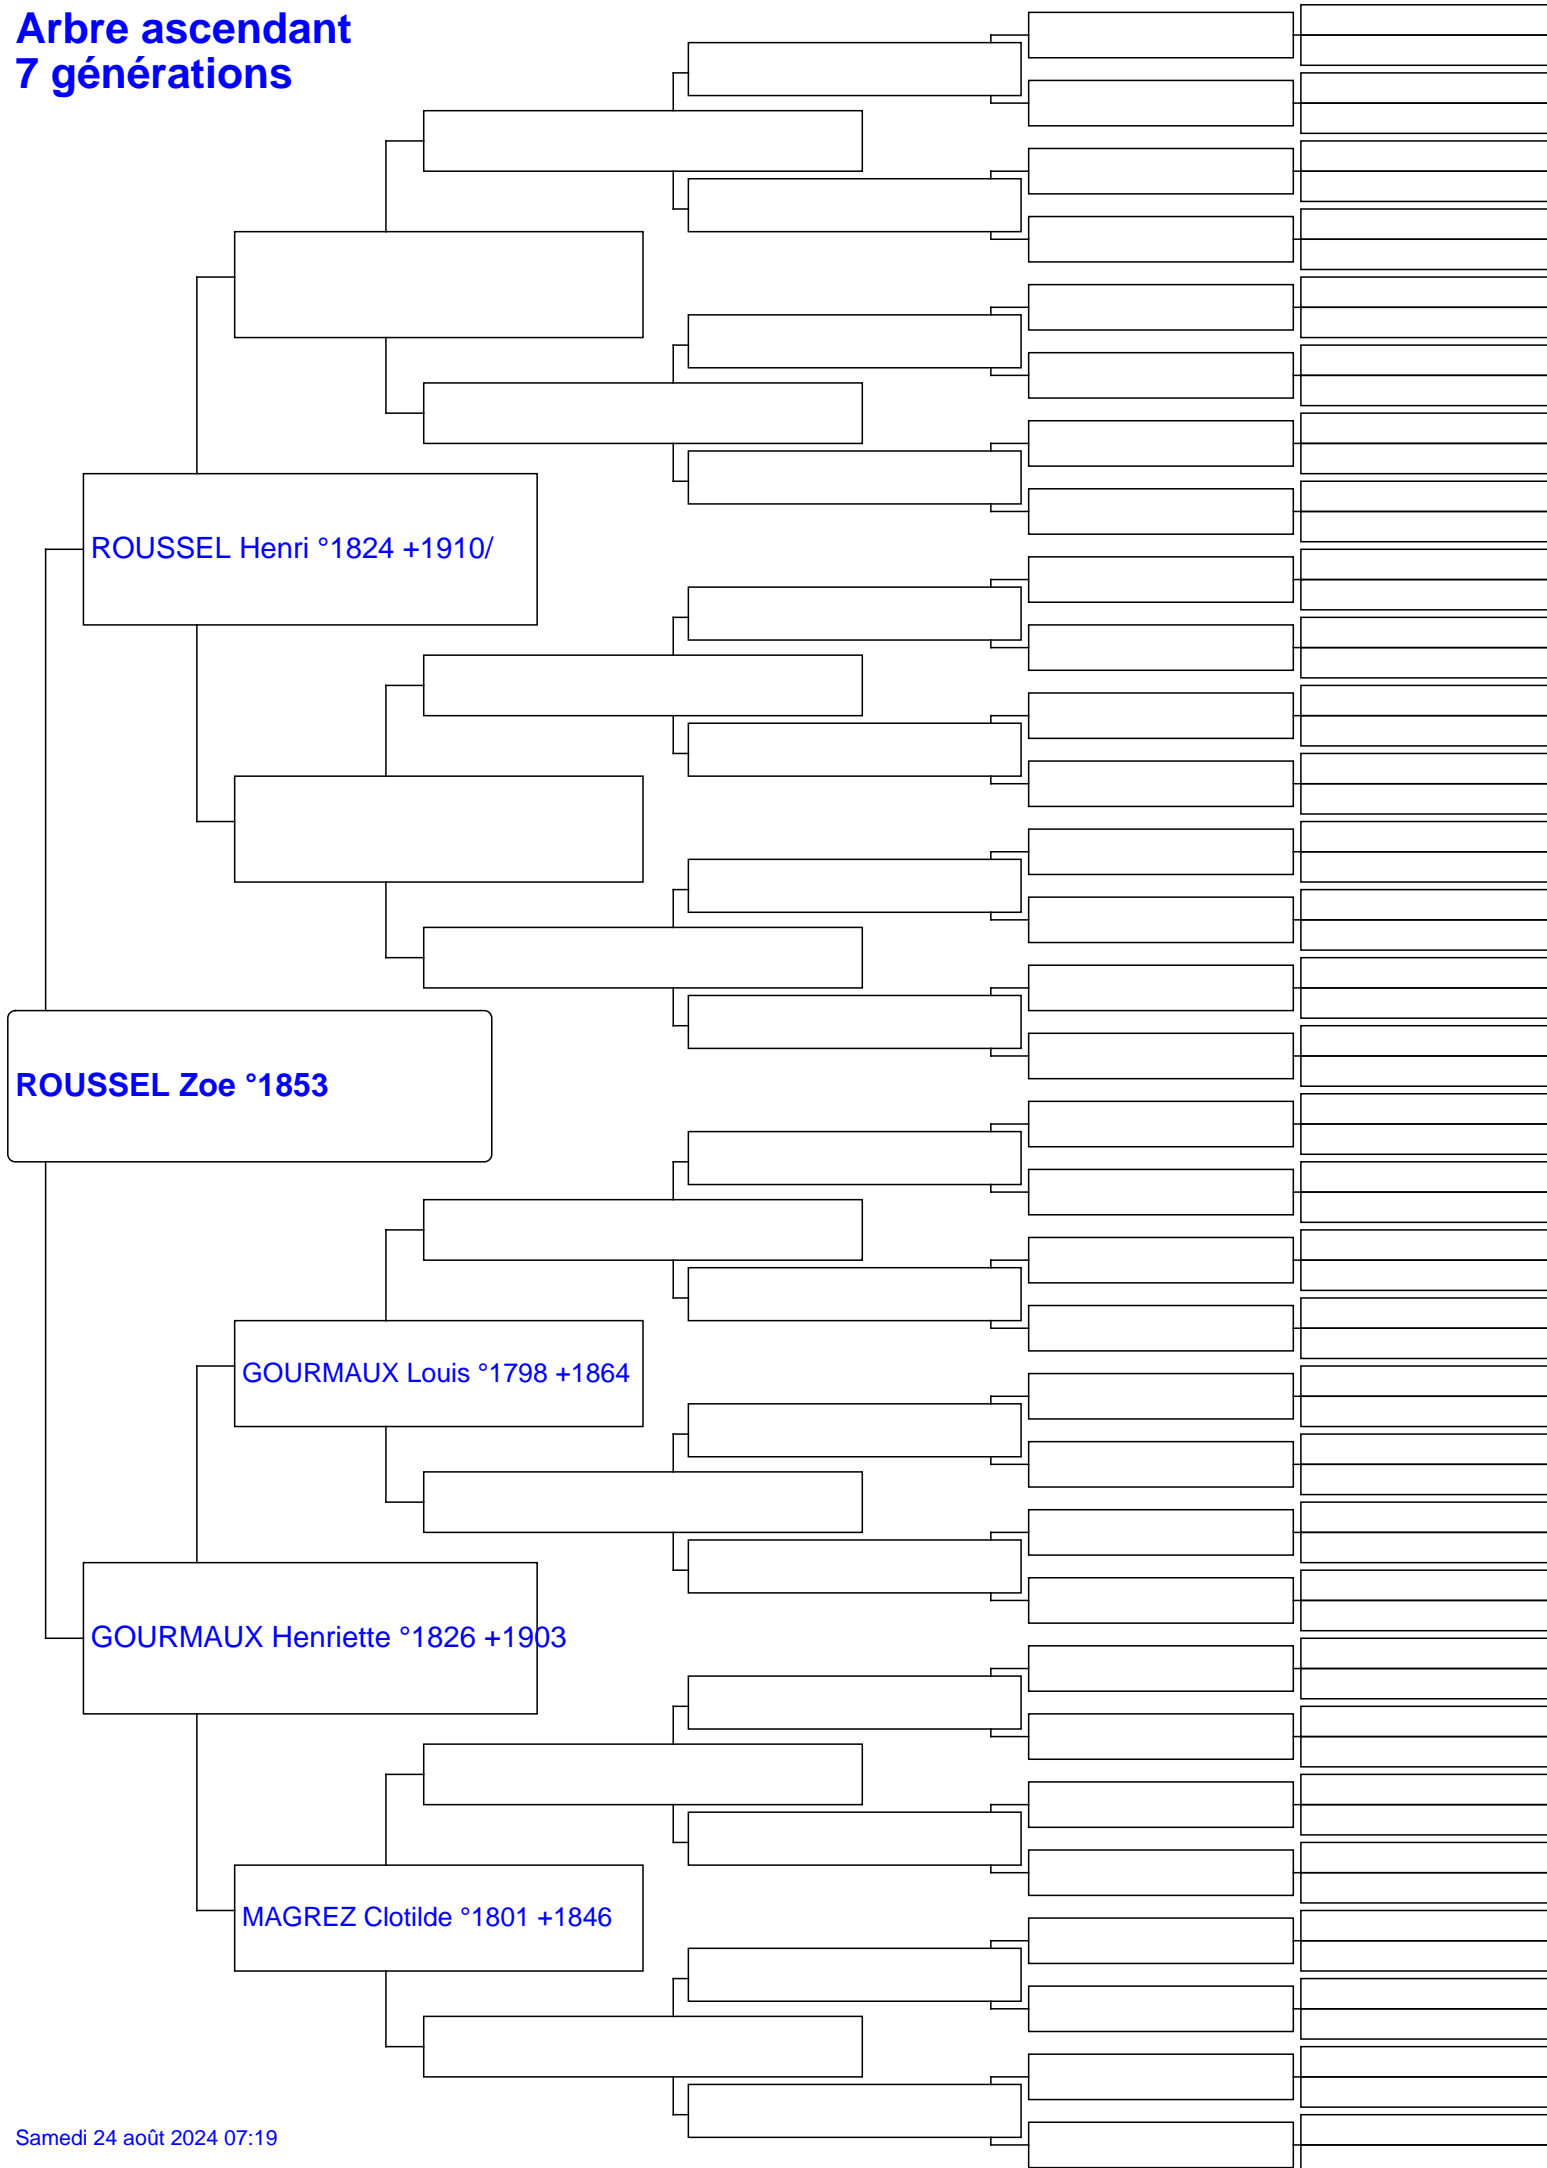 Arbre ascendant
7 générations
ROUSSEL Henri °1824 +1910/
ROUSSEL Zoe °1853
GOURMAUX Louis °1798 +1864
GOURMAUX Henriette °1826 +1903
MAGREZ Clotilde °1801 +1846
Samedi 24 août 2024 07:19